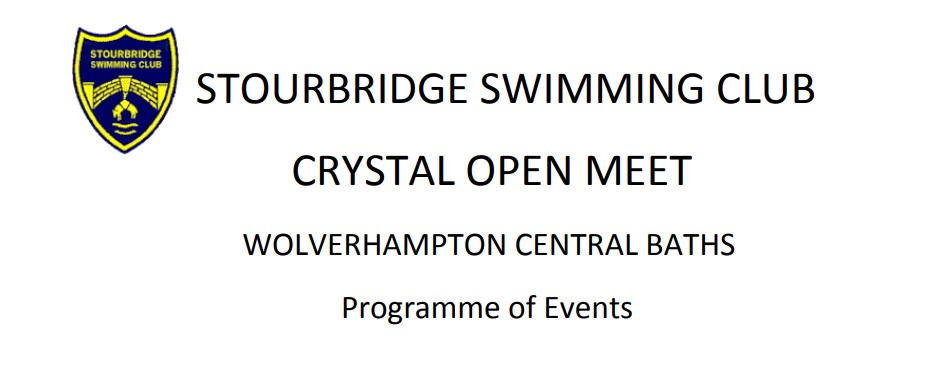 STOURBRIDGE
SWIMMING CLUB
STOURBRIDGE SWIMMING CLUB
CRYSTAL OPEN MEET
WOLVERHAMPTON CENTRAL BATHS
Programme of Events